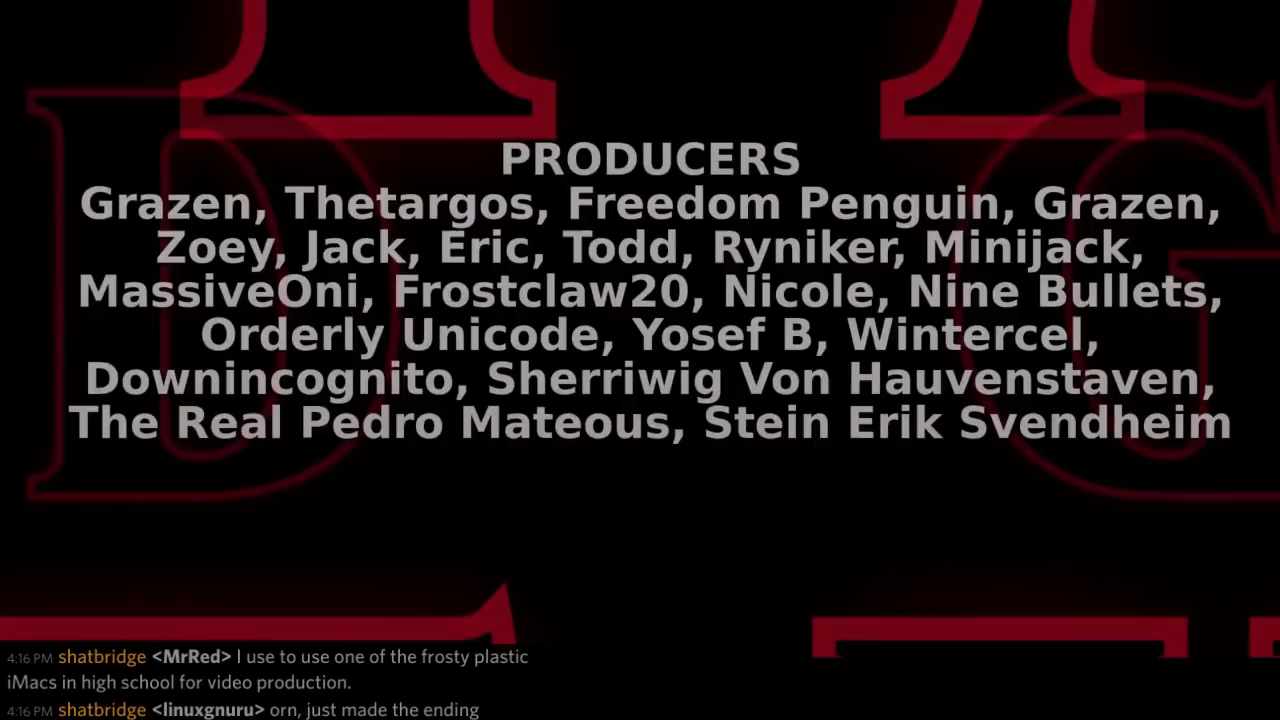 PRODUCERS
Grazen, Thetargos, Freedom Penguin, Grazen,
Zoey, Jack, Eric, Todd, Ryniker, Minijack,
MassiveOni, Frostclaw20, Nicole, Nine Bullets,
Orderly Unicode, Yosef B, Wintercel,
Downincognito, Sherriwig Von Hauvenstaven,
The Real Pedro Mateous, Stein Erik Svendheim
4:16 PM shatbridge <MrRed> I use to use one of the frosty plastic
iMacs in high school for video production.
4:16 PM shatbridge <linuxgnuru> orn, just made the ending